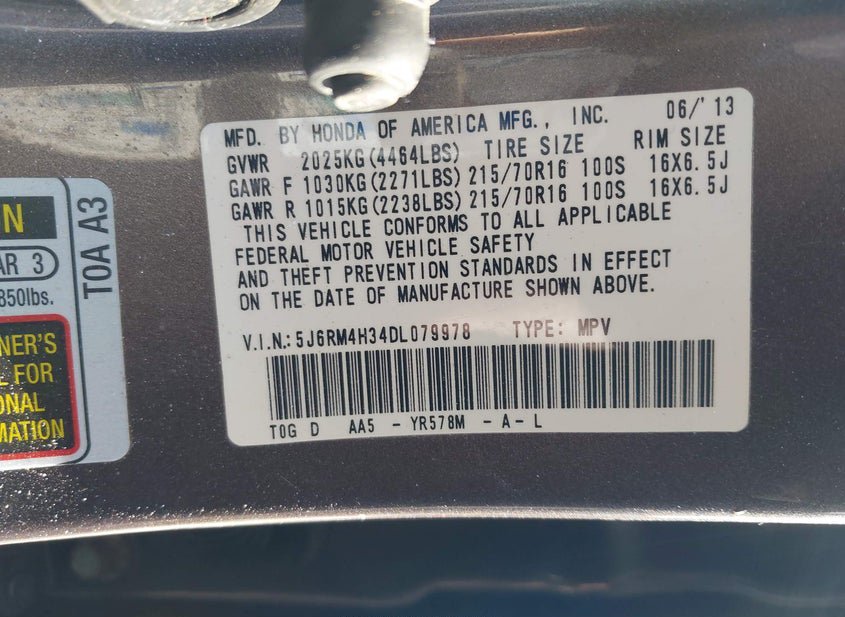 MFD. BY HONDA OF AMERICA MFG., INC. 06/'13
GVWR 2025KG(4464LBS) TIRE SIZE RIM SIZE
GAWR F 1030KG(2271LBS) 215/70R16 100S 16X6.5J
GAWR R 1015KG(2238LBS) 215/70R16 100S 16X6.5J
THIS VEHICLE CONFORMS TO ALL APPLICABLE
FEDERAL MOTOR VEHICLE SAFETY
AND THEFT PREVENTION STANDARDS IN EFFECT
ON THE DATE OF MANUFACTURE SHOWN ABOVE.
V.I.N.: 5J6RM4H34DL079978 TYPE: MPV
T0G D AA5 - YR578M - A - L
N
AR 3
850lbs.
T0A A3
NER'S
L FOR
ONAL
MATION